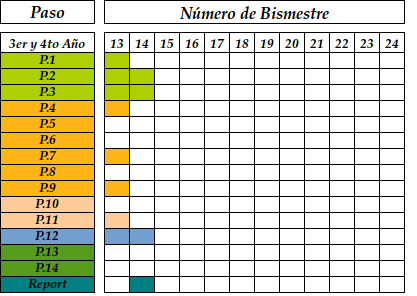 Paso Número de Bismestre
3er y 4to Año 13 14 15 16 17 18 19 20 21 22 23 24
P.1
P.2
P.3
P.4
P.5
P.6
P.7
P.8
P.9
P.10
P.11
P.12
P.13
P.14
Report